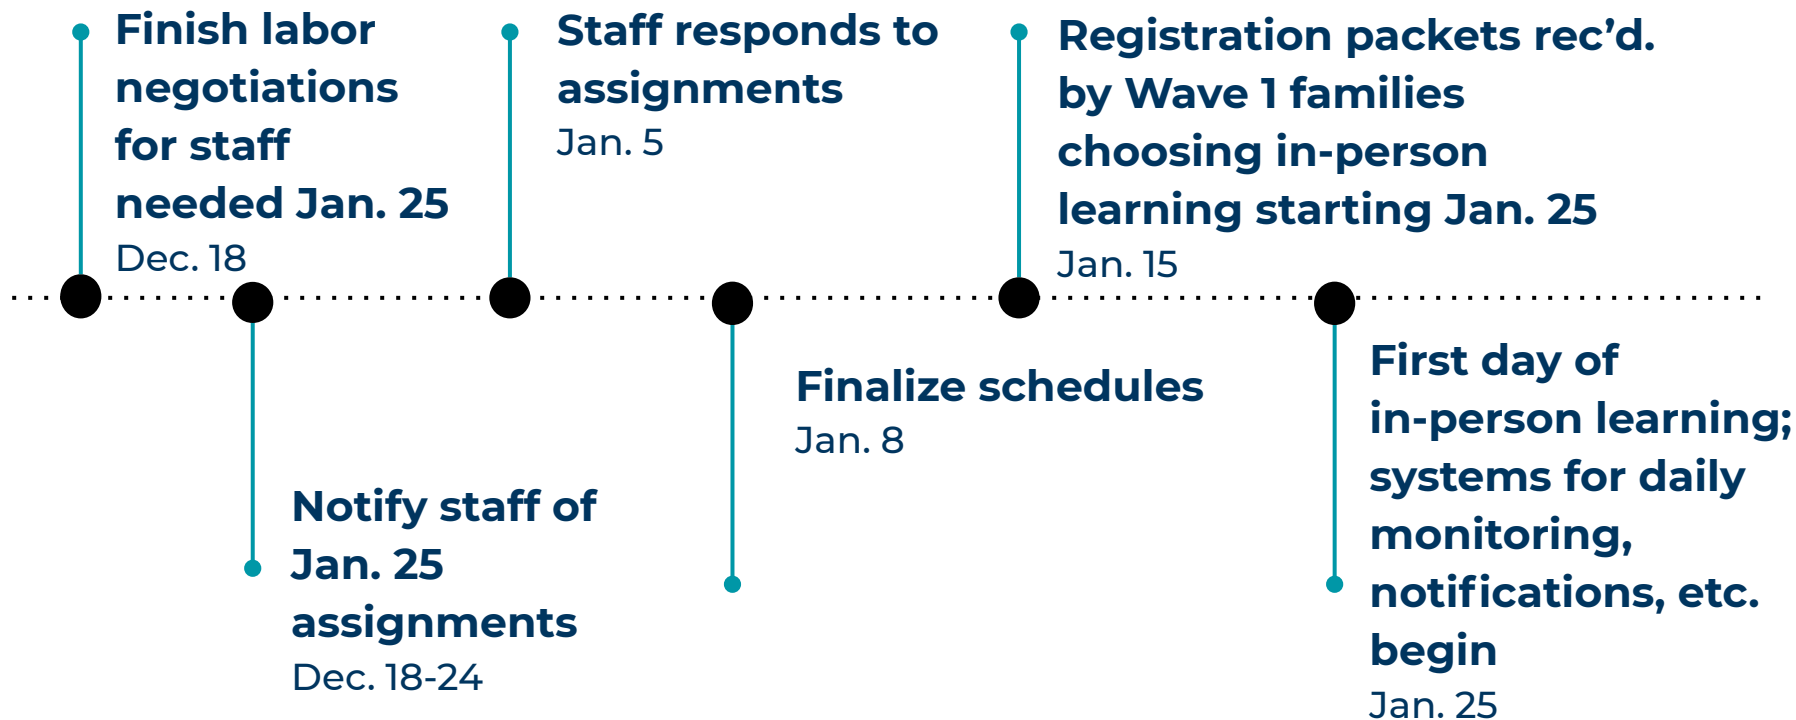 Finish labor
negotiations
for staff
needed Jan. 25
Dec. 18
Notify staff of
Jan. 25
assignments
Dec. 18-24
Staff responds to
assignments
Jan. 5
Finalize schedules
Jan. 8
Registration packets rec’d.
by Wave 1 families
choosing in-person
learning starting Jan. 25
Jan. 15
First day of
in-person learning;
systems for daily
monitoring,
notifications, etc.
begin
Jan. 25